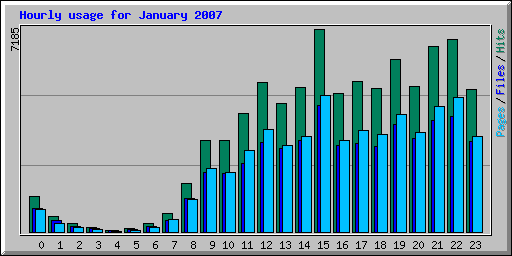 Hourly usage for January 2007
7185
Pages / Files / Hits
0 1 2 3 4 5 6 7 8 9 10 11 12 13 14 15 16 17 18 19 20 21 22 23